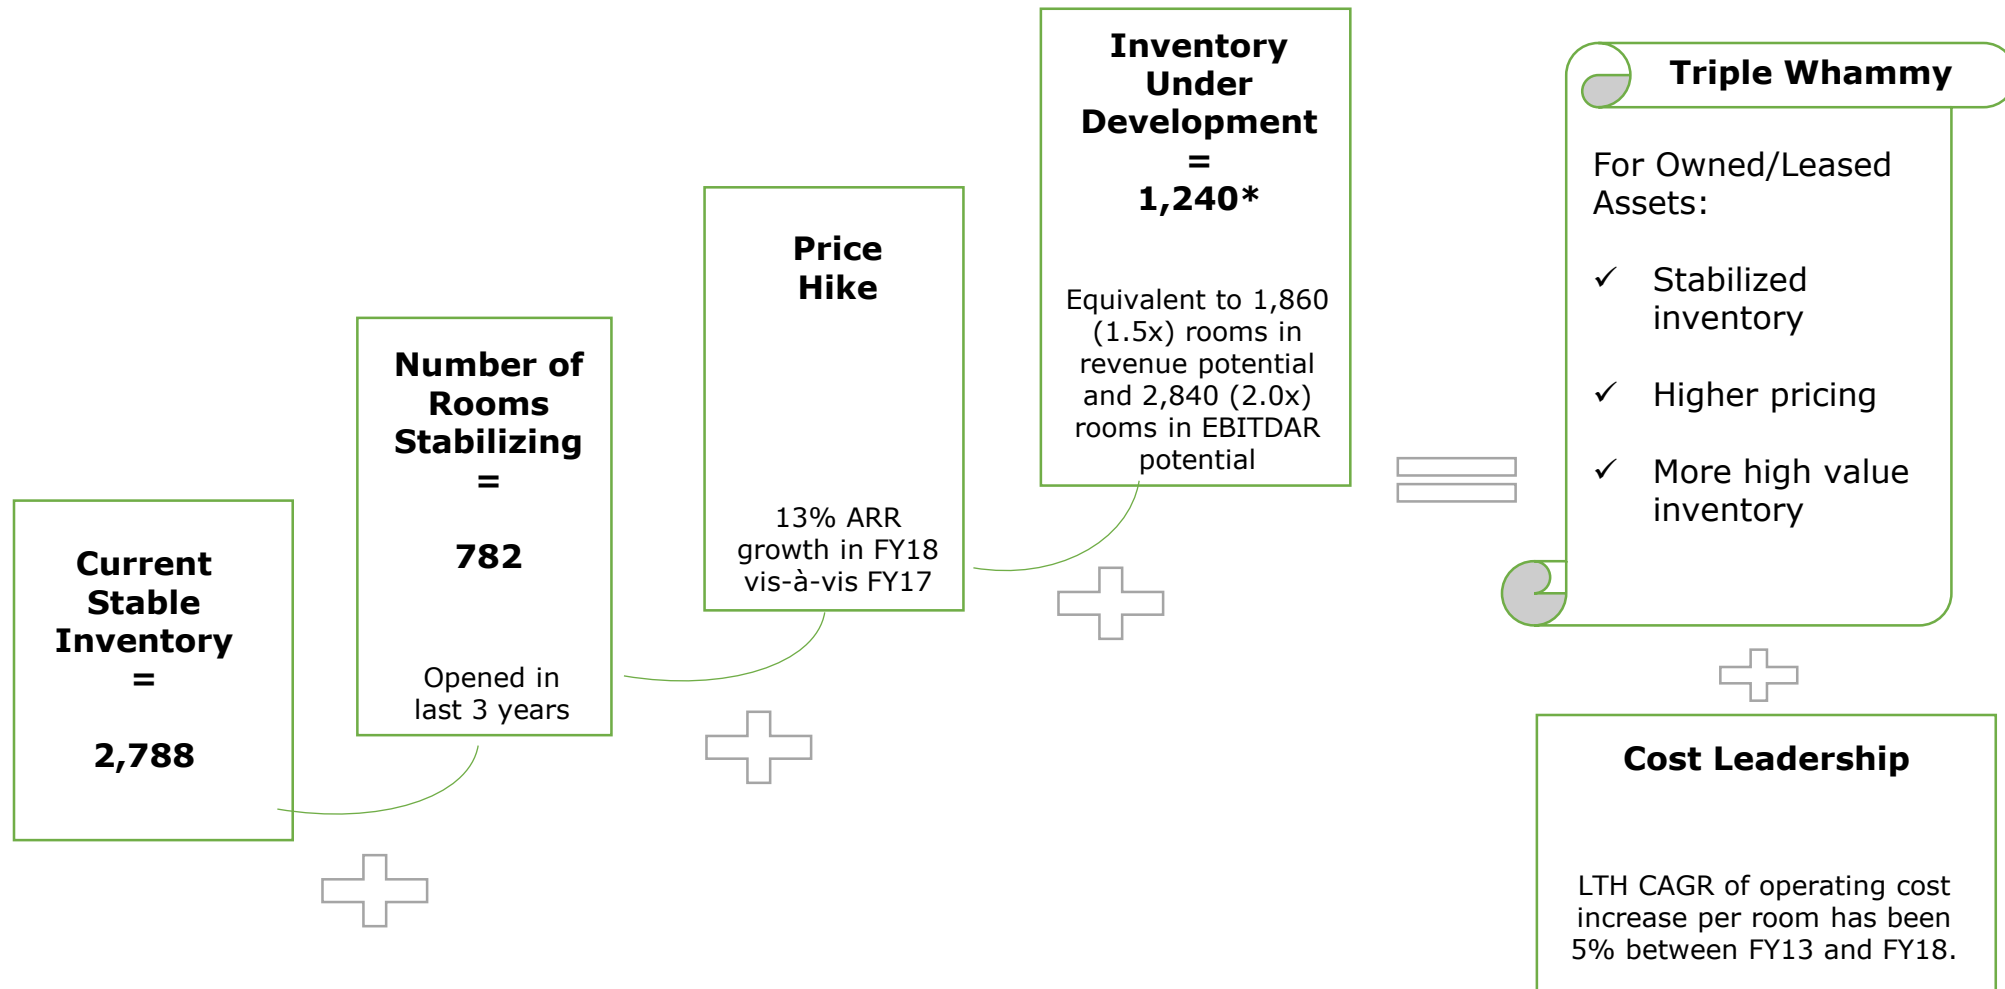 Current
Stable
Inventory
=
2,788
Number of
Rooms
Stabilizing
=
782
Opened in
last 3 years
Price
Hike
13% ARR
growth in FY18
vis-à-vis FY17
Inventory
Under
Development
=
1,240*
Equivalent to 1,860
(1.5x) rooms in
revenue potential
and 2,840 (2.0x)
rooms in EBITDAR
potential
Triple Whammy
For Owned/Leased
Assets:
✓ Stabilized
inventory
✓ Higher pricing
✓ More high value
inventory
Cost Leadership
LTH CAGR of operating cost
increase per room has been
5% between FY13 and FY18.